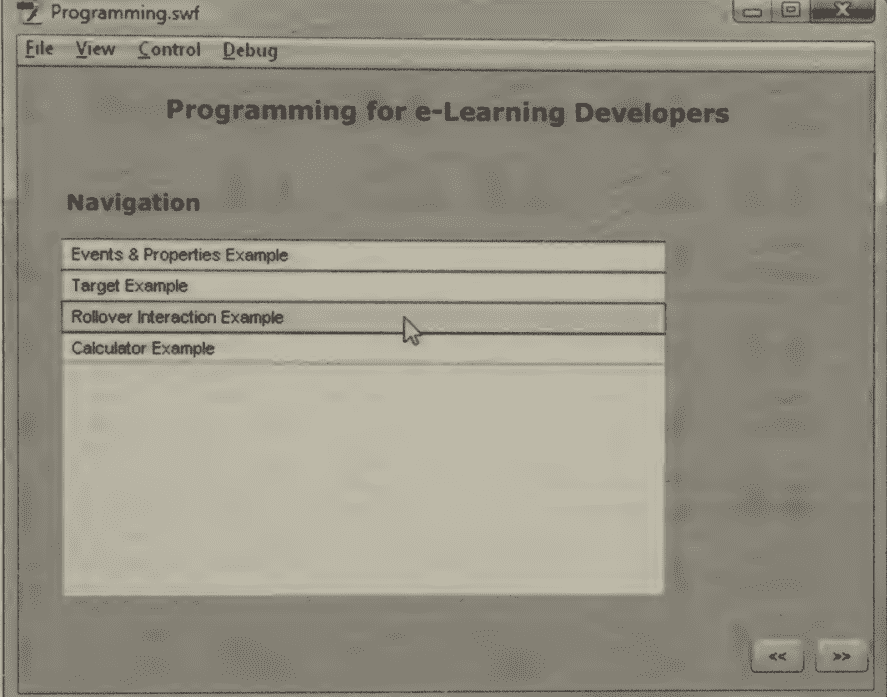 Programming.swf
File View Control Debug
Programming for e-Learning Developers
Navigation
Events & Properties Example
Target Example
Rollover Interaction Example
Calculator Example
<< >>